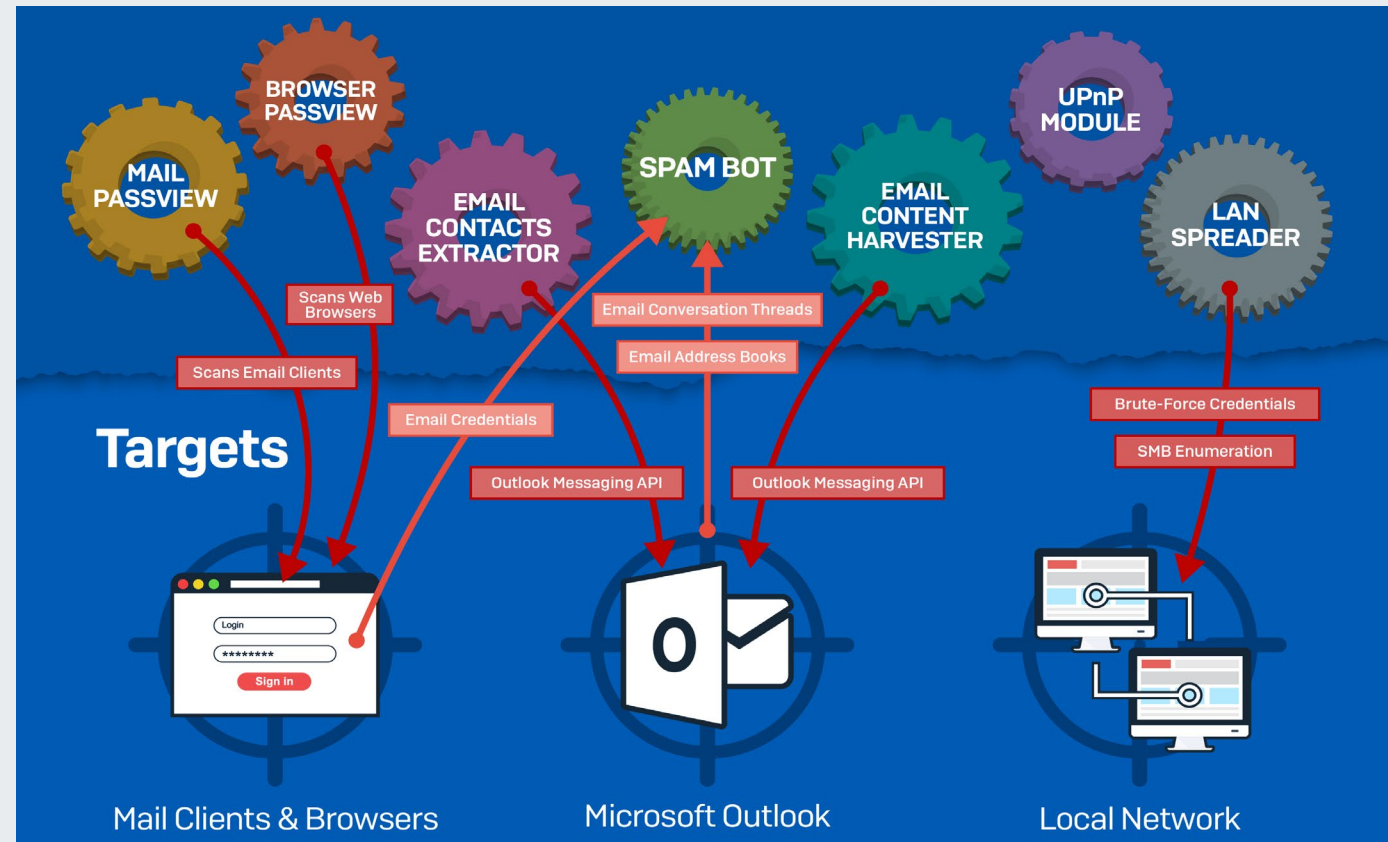 BROWSER
PASSVIEW
MAIL
PASSVIEW
EMAIL
CONTACTS
EXTRACTOR
SPAM BOT
EMAIL
CONTENT
HARVESTER
UPnP
MODULE
LAN
SPREADER
Scans Web
Browsers
Email Conversation Threads
Scans Email Clients
Email Address Books
Email Credentials
Brute-Force Credentials
SMB Enumeration
Targets
Outlook Messaging API
Outlook Messaging API
Login
********
Sign in
O
Mail Clients & Browsers
Microsoft Outlook
Local Network